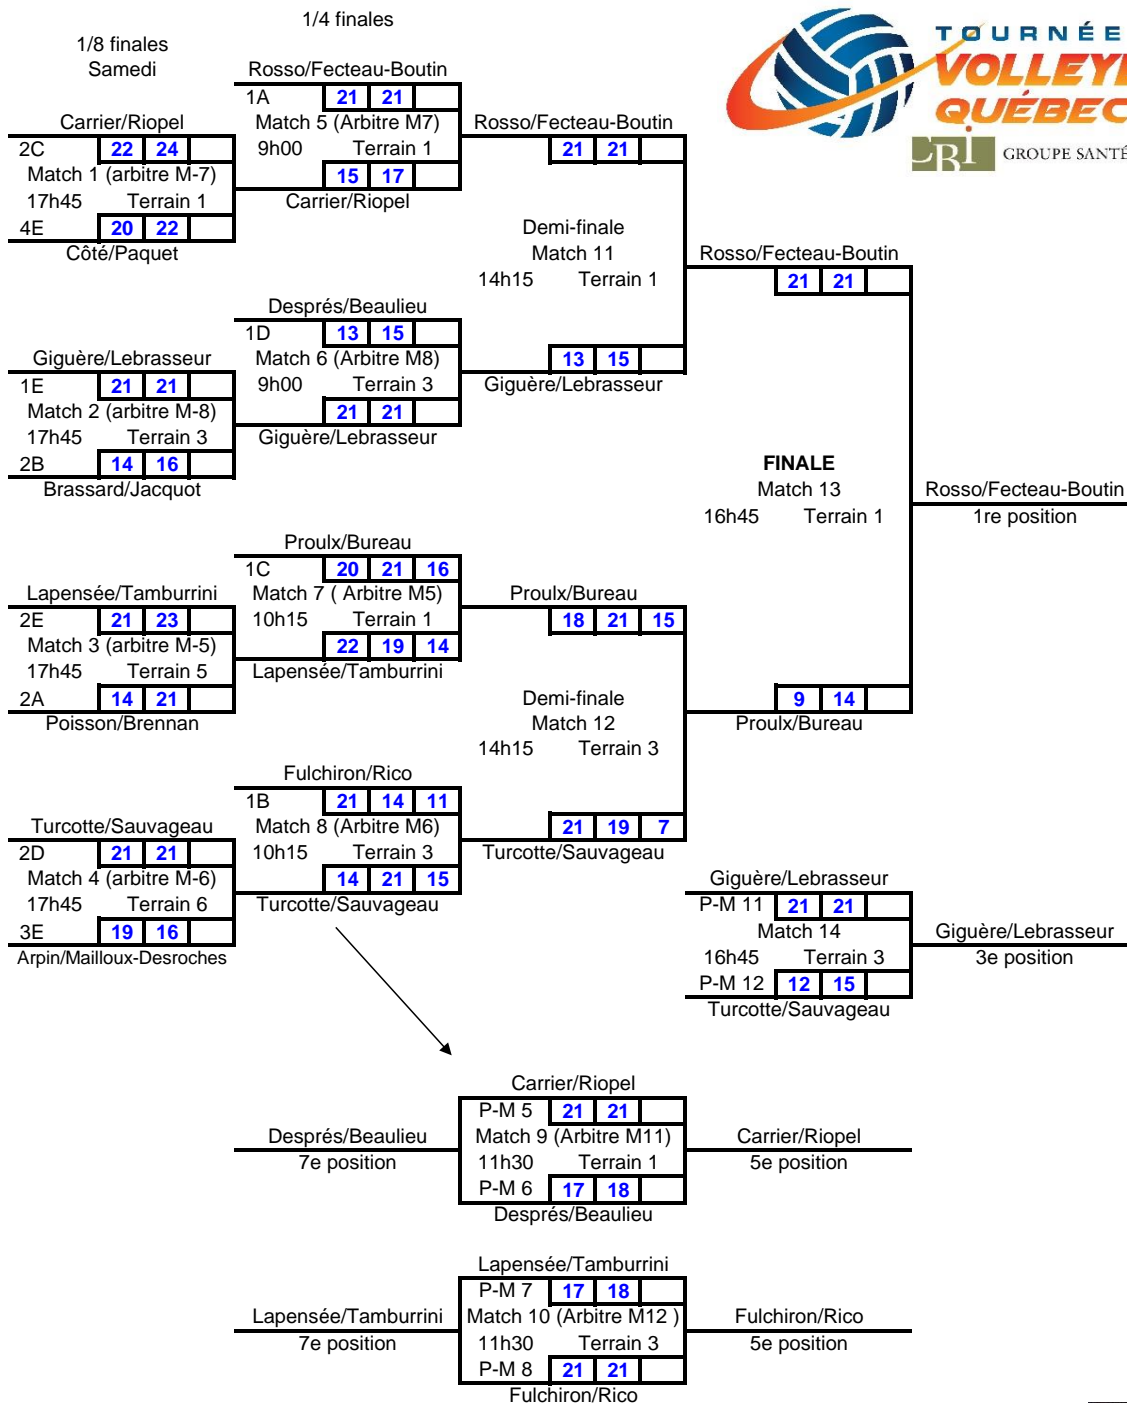 1/4 finales
1/8 finales
Samedi
TOURNÉE
VOLLEY
QUÉBEC
CBI GROUPE SANTÉ
Carrier/Riopel
2C 22 24
Match 1 (arbitre M-7)
17h45 Terrain 1
4E 20 22
Côté/Paquet
Giguère/Lebrasseur
1E 21 21
Match 2 (arbitre M-8)
17h45 Terrain 3
2B 14 16
Brassard/Jacquot
Lapensée/Tamburrini
2E 21 23
Match 3 (arbitre M-5)
17h45 Terrain 5
2A 14 21
Poisson/Brennan
Turcotte/Sauvageau
2D 21 21
Match 4 (arbitre M-6)
17h45 Terrain 6
3E 19 16
Arpin/Mailloux-Desroches
Rosso/Fecteau-Boutin
1A 21 21
Match 5 (Arbitre M7)
9h00 Terrain 1
15 17
Carrier/Riopel
Després/Beaulieu
1D 13 15
Match 6 (Arbitre M8)
9h00 Terrain 3
21 21
Giguère/Lebrasseur
Proulx/Bureau
1C 20 21 16
Match 7 ( Arbitre M5)
10h15 Terrain 1
22 19 14
Lapensée/Tamburrini
Fulchiron/Rico
1B 21 14 11
Match 8 (Arbitre M6)
10h15 Terrain 3
14 21 15
Turcotte/Sauvageau
Rosso/Fecteau-Boutin
21 21
Demi-finale
Match 11
14h15 Terrain 1
13 15
Giguère/Lebrasseur
Proulx/Bureau
18 21 15
Demi-finale
Match 12
14h15 Terrain 3
21 19 7
Turcotte/Sauvageau
Rosso/Fecteau-Boutin
21 21
FINALE
Match 13
16h45 Terrain 1
9 14
Proulx/Bureau
Rosso/Fecteau-Boutin
1re position
Giguère/Lebrasseur
P-M 11 21 21
Match 14
16h45 Terrain 3
P-M 12 12 15
Turcotte/Sauvageau
Giguère/Lebrasseur
3e position
Carrier/Riopel
P-M 5 21 21
Match 9 (Arbitre M11)
11h30 Terrain 1
P-M 6 17 18
Després/Beaulieu
Després/Beaulieu
7e position
Carrier/Riopel
5e position
Lapensée/Tamburrini
P-M 7 17 18
Match 10 (Arbitre M12 )
11h30 Terrain 3
P-M 8 21 21
Fulchiron/Rico
Lapensée/Tamburrini
7e position
Fulchiron/Rico
5e position